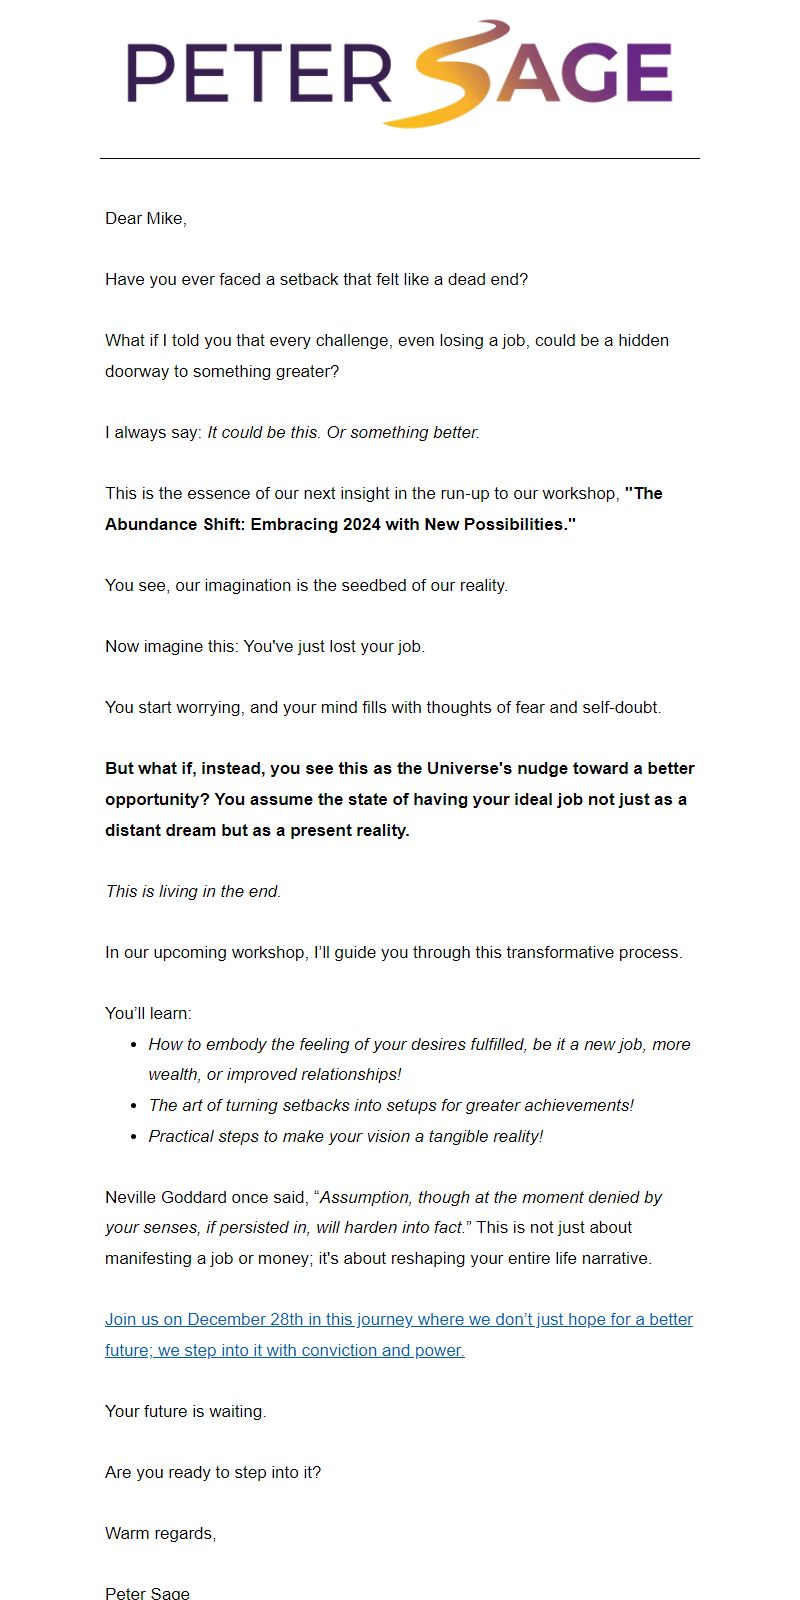 PETER SAGE
Dear Mike,
Have you ever faced a setback that felt like a dead end?
What if I told you that every challenge, even losing a job, could be a hidden
doorway to something greater?
I always say: It could be this. Or something better.
This is the essence of our next insight in the run-up to our workshop, "The
Abundance Shift: Embracing 2024 with New Possibilities."
You see, our imagination is the seedbed of our reality.
Now imagine this: You've just lost your job.
You start worrying, and your mind fills with thoughts of fear and self-doubt.
But what if, instead, you see this as the Universe's nudge toward a better
opportunity? You assume the state of having your ideal job not just as a
distant dream but as a present reality.
This is living in the end.
In our upcoming workshop, I’ll guide you through this transformative process.
You’ll learn:
• How to embody the feeling of your desires fulfilled, be it a new job, more
wealth, or improved relationships!
• The art of turning setbacks into setups for greater achievements!
• Practical steps to make your vision a tangible reality!
Neville Goddard once said, “Assumption, though at the moment denied by
your senses, if persisted in, will harden into fact.” This is not just about
manifesting a job or money; it's about reshaping your entire life narrative.
Join us on December 28th in this journey where we don’t just hope for a better
future; we step into it with conviction and power.
Your future is waiting.
Are you ready to step into it?
Warm regards,
Peter Sage